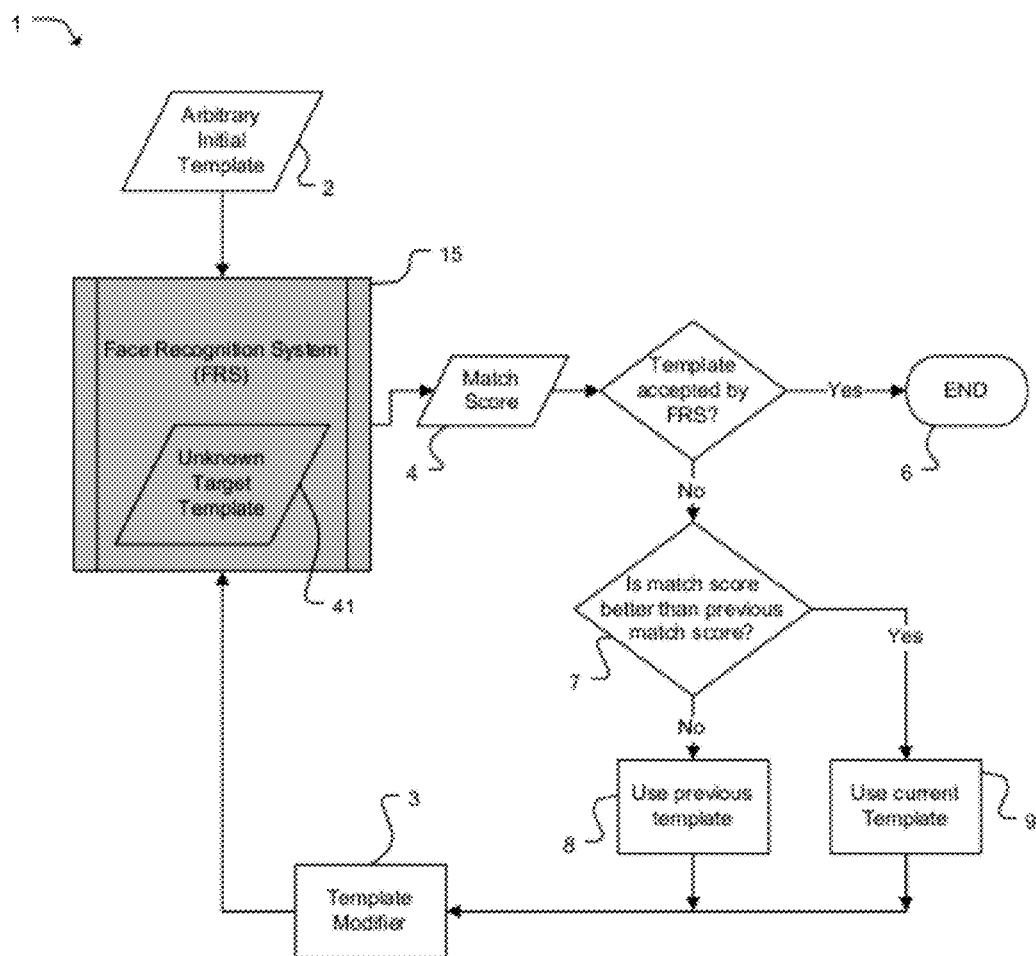 1
Arbitrary
Initial
Template
2
15
Face Recognition System
(FRS)
Unknown
Target
Template
41
Match
Score
4
Template
accepted by
FRS?
Yes
END
6
No
Is match score
better than previous
match score?
7
Yes
No
Use previous
template
8
Use current
Template
9
3
Template
Modifier